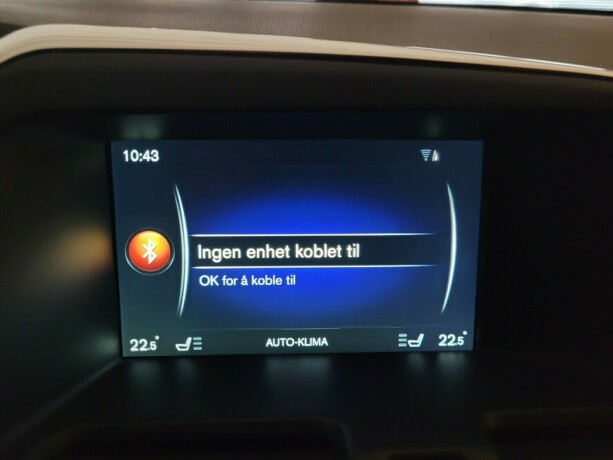 10:43
Ingen enhet koblet til
OK for å koble til
22.5° AUTO-KLIMA 22.5°